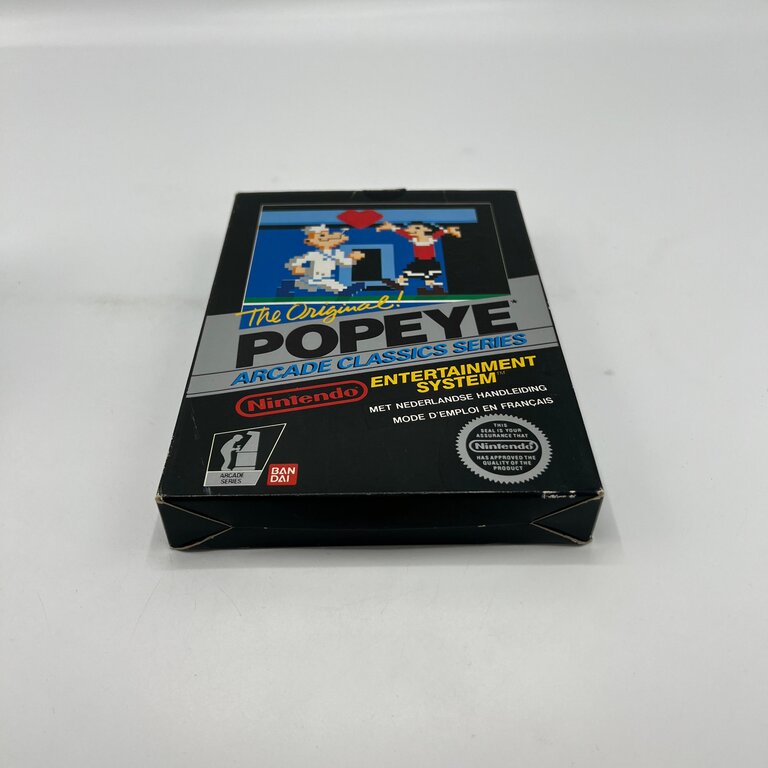 The Original!
POPEYE*
ARCADE CLASSICS SERIES
Nintendo
ENTERTAINMENT
SYSTEM™
MET NEDERLANDSE HANDLEIDING
MODE D'EMPLOI EN FRANÇAIS
ARCADE
SERIES
BAN
DAI
THIS
SEAL IS YOUR
ASSURANCE THAT
Nintendo
HAS APPROVED THE
QUALITY OF THE
PRODUCT